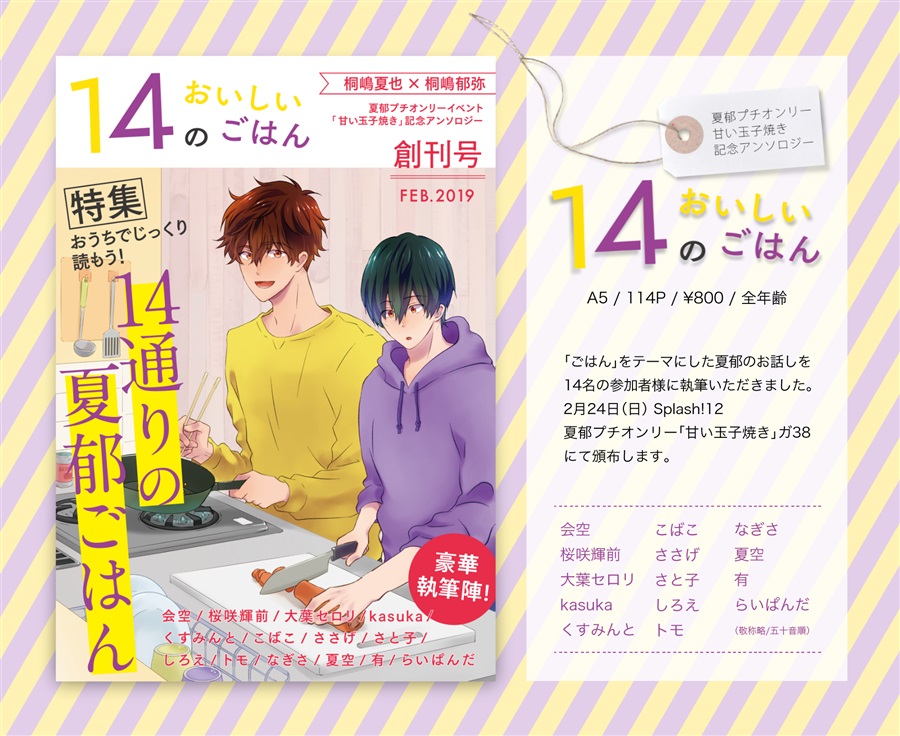 14のおいしいごはん
桐嶋夏也 × 桐嶋郁弥
夏郁プチオンリーイベント
「甘い玉子焼き」記念アンソロジー
創刊号
FEB.2019
特集
おうちでじっくり
読もう!
14通りの
夏郁ごはん
豪華
執筆陣!
会空 / 桜咲輝前 / 大葉セロリ / kasuka /
くすみんと / こばこ / ささげ / さと子 /
しろえ / トモ / なぎさ / 夏空 / 有 / らいぱんだ
夏郁プチオンリー
甘い玉子焼き
記念アンソロジー
14のおいしいごはん
A5 / 114P / ¥800 / 全年齢
「ごはん」をテーマにした夏郁のお話しを
14名の参加者様に執筆いただきました。
2月24日(日) Splash!12
夏郁プチオンリー「甘い玉子焼き」ガ38
にて頒布します。
会空 こばこ なぎさ
桜咲輝前 ささげ 夏空
大葉セロリ さと子 有
kasuka しろえ らいぱんだ
くすみんと トモ (敬称略/五十音順)